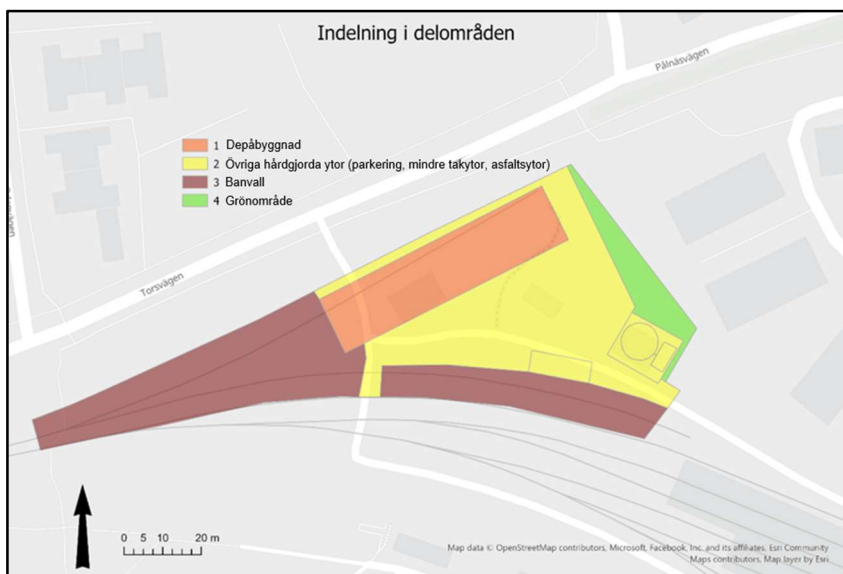 Indelning i delområden
Pålnäsvägen
1 Depåbyggnad
2 Övriga hårdgjorda ytor (parkering, mindre takytor, asfaltsytor)
3 Banvall
4 Grönområde
Torsvägen
0 5 10 20 m
Map data © OpenStreetMap contributors, Microsoft, Facebook, Inc. and its affiliates, Esri Community
Maps contributors, Map layer by Esri